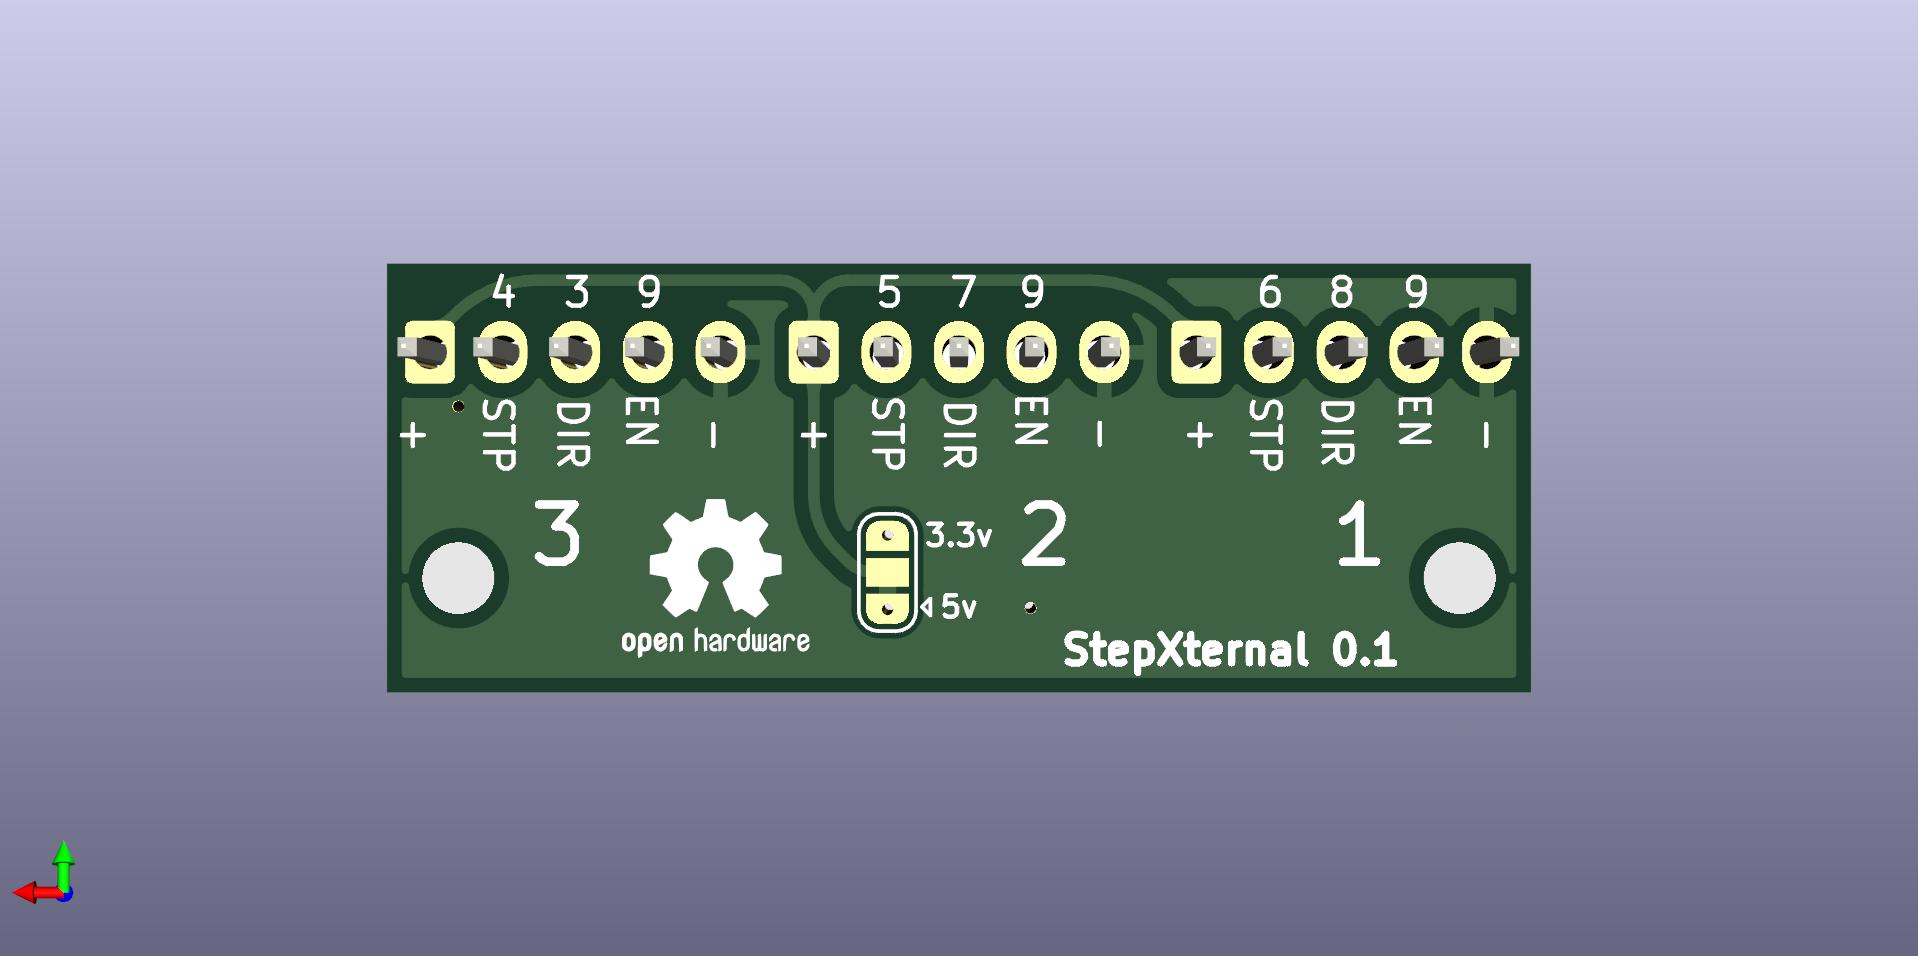 4 3 9 5 7 9 6 8 9
+ STP DIR EN - + STP DIR EN - + STP DIR EN -
3 2 1
3.3v
5v
open hardware
StepXternal 0.1